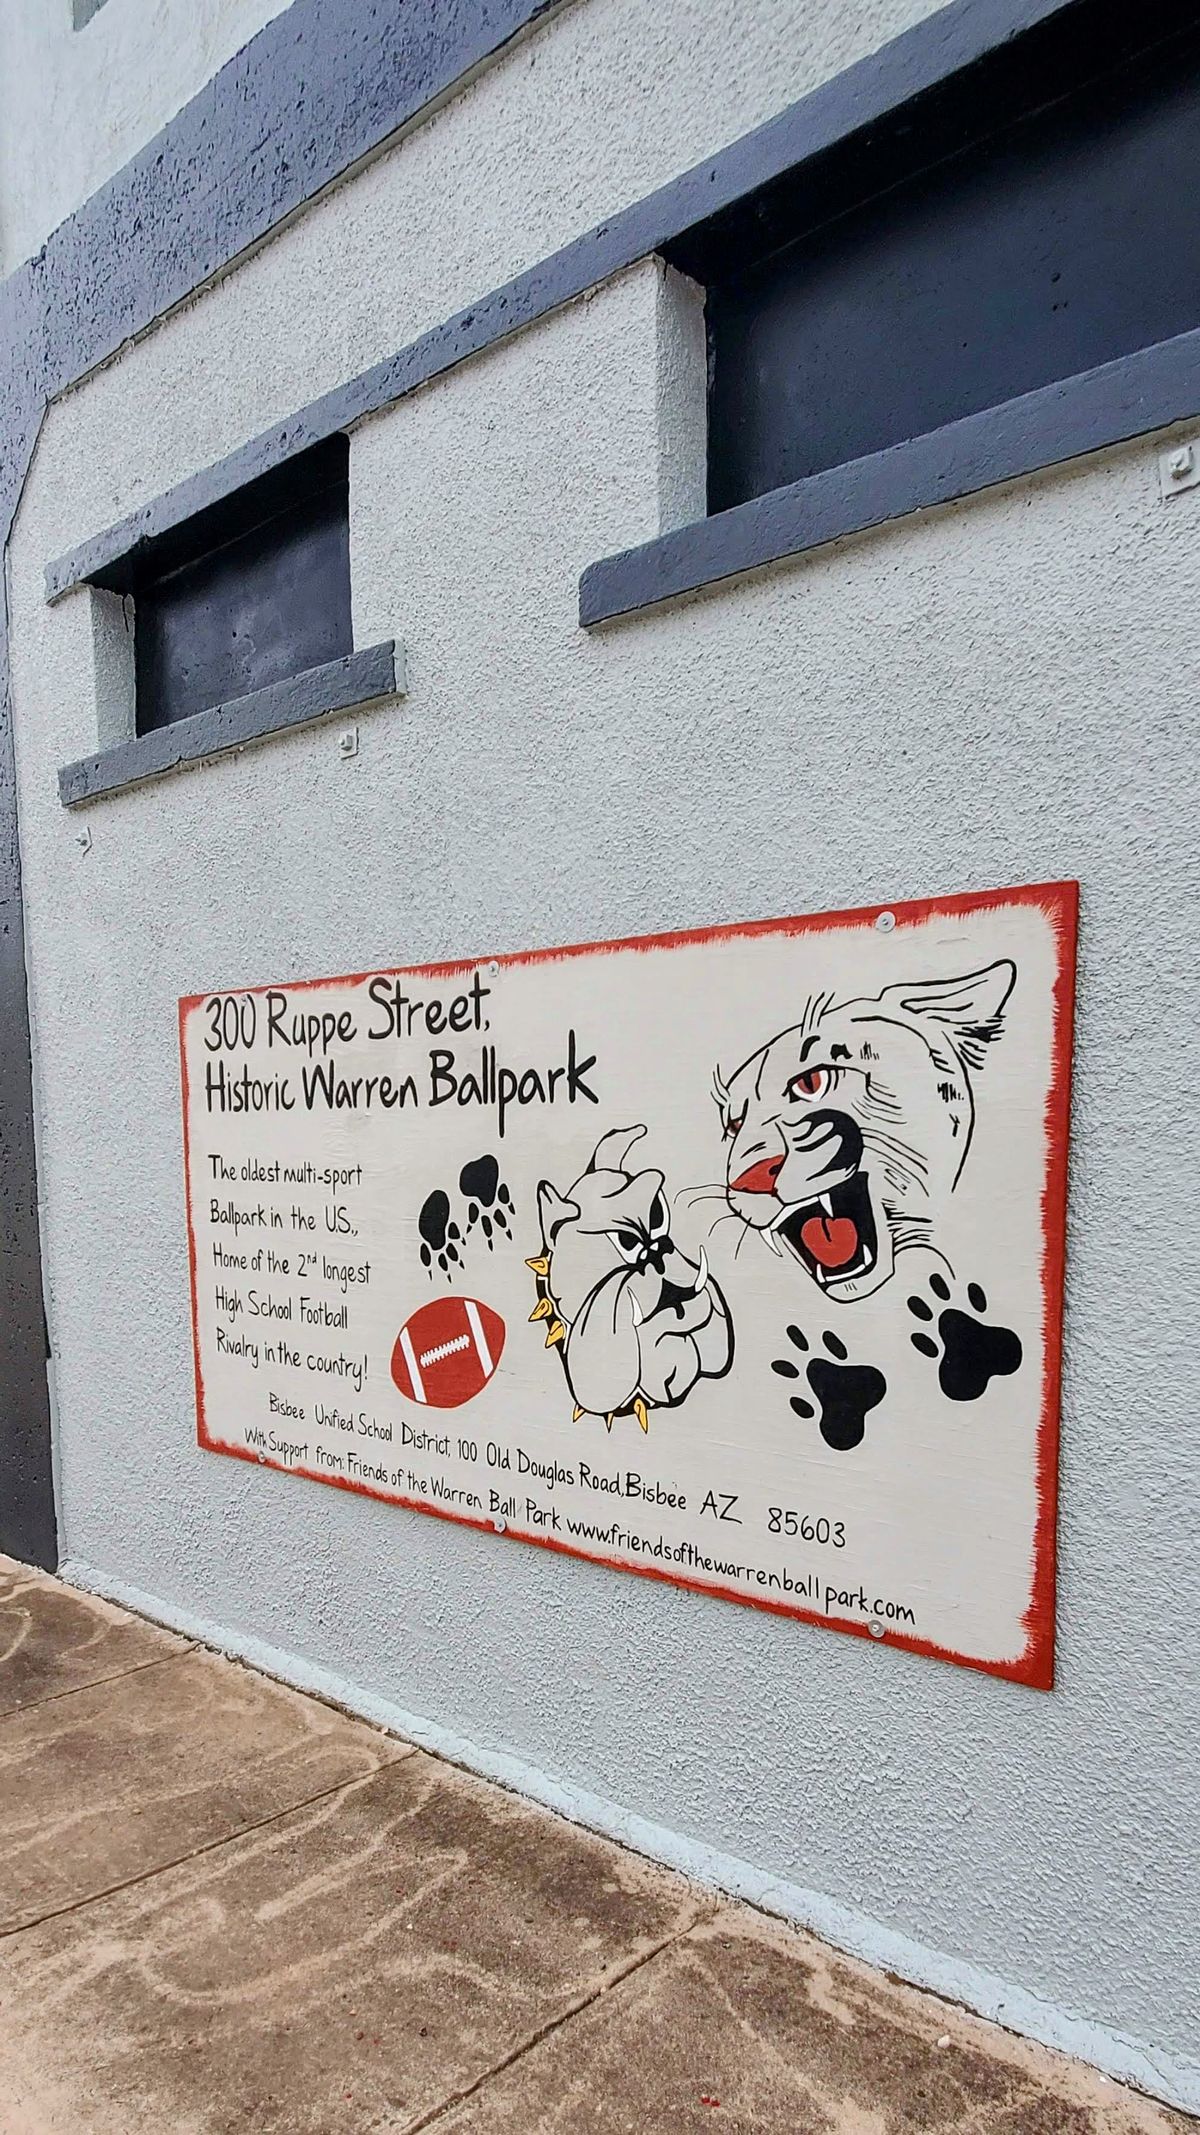 300 Ruppe Street,
Historic Warren Ballpark
The oldest multi-sport
Ballpark in the US.,
Home of the 2nd longest
High School Football
Rivalry in the country!
Bisbee Unified School District, 100 Old Douglas Road, Bisbee AZ 85603
With Support from: Friends of the Warren Ball Park www.friendsofthewarrenballpark.com